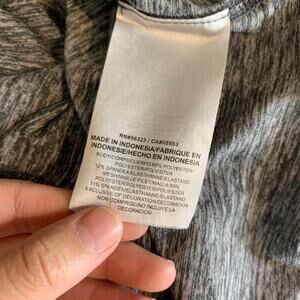 RN#56323 / CA#05553
MADE IN INDONESIA/FABRIQUE EN
INDONESIE/HECHO EN INDONESIA
BODY/CORPS/CUERPO 88% POLYESTER/
POLYESTER/POLIESTER
12% SPANDEX/ELASTHANNE/ELASTANO
MESH/MAILLE FILET/MALLA 89%
POLYESTER/POLYESTER/POLIESTER
11% SPANDEX/ELASTHANNE/ELASTANO
EXCLUSIVE OF DECORATION/DECORATION
NON COMPRISE/NO INCLUYE LA
DECORACION